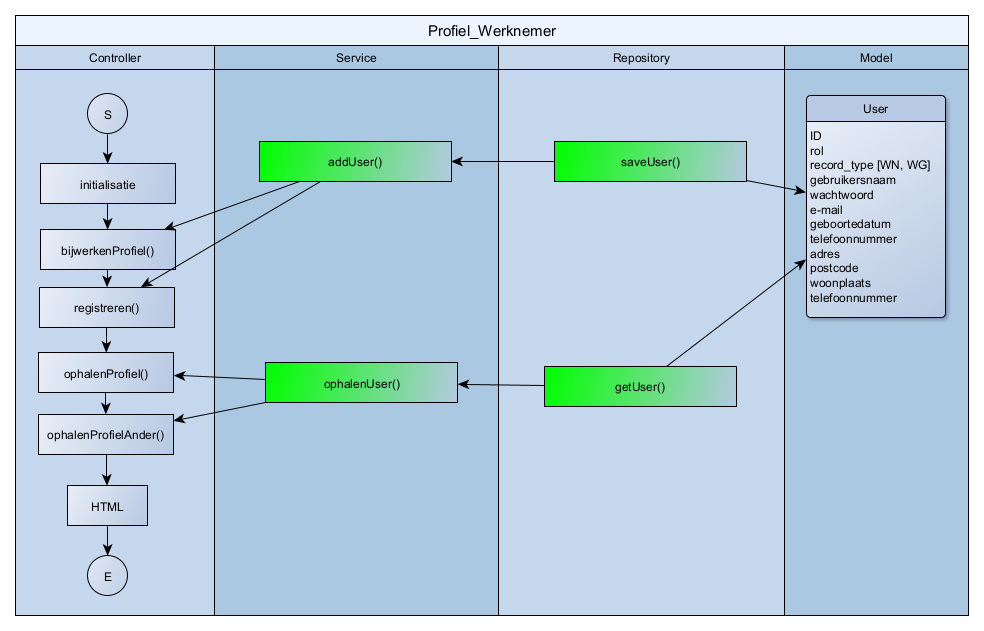 Profiel_Werknemer
Controller
Service
Repository
Model
S
initialisatie
bijwerkenProfiel()
registreren()
ophalenProfiel()
ophalenProfielAnder()
HTML
E
addUser()
ophalenUser()
saveUser()
getUser()
User
ID
rol
record_type [WN, WG]
gebruikersnaam
wachtwoord
e-mail
geboortedatum
telefoonnummer
adres
postcode
woonplaats
telefoonnummer